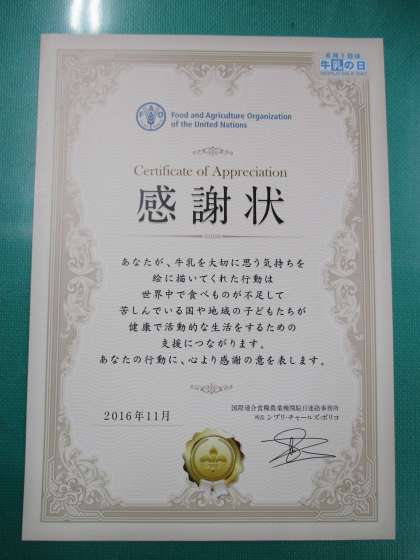 6月1日は
牛乳の日
FAO
Food and Agriculture Organization
of the United Nations
Certificate of Appreciation
感謝状
あなたが、牛乳を大切に思う気持ちを
絵に描いてくれた行動は
世界中で食べものが不足して
苦しんでいる国や地域の子どもたちが
健康で活動的な生活をするための
支援につながります。
あなたの行動に、心より感謝の意を表します。
2016年11月
国際連合食糧農業機関駐日連絡事務所
所長 ンブリ・チャールズ・ボリコ